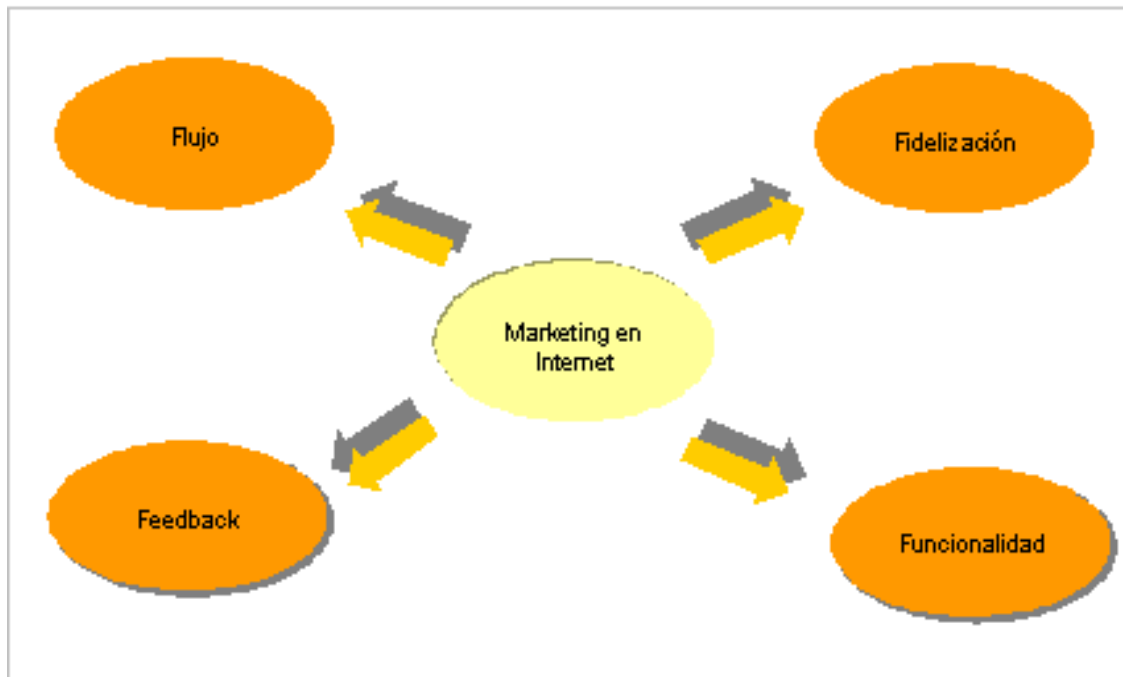 Flujo
Fidelización
Marketing en
Internet
Feedback
Funcionalidad